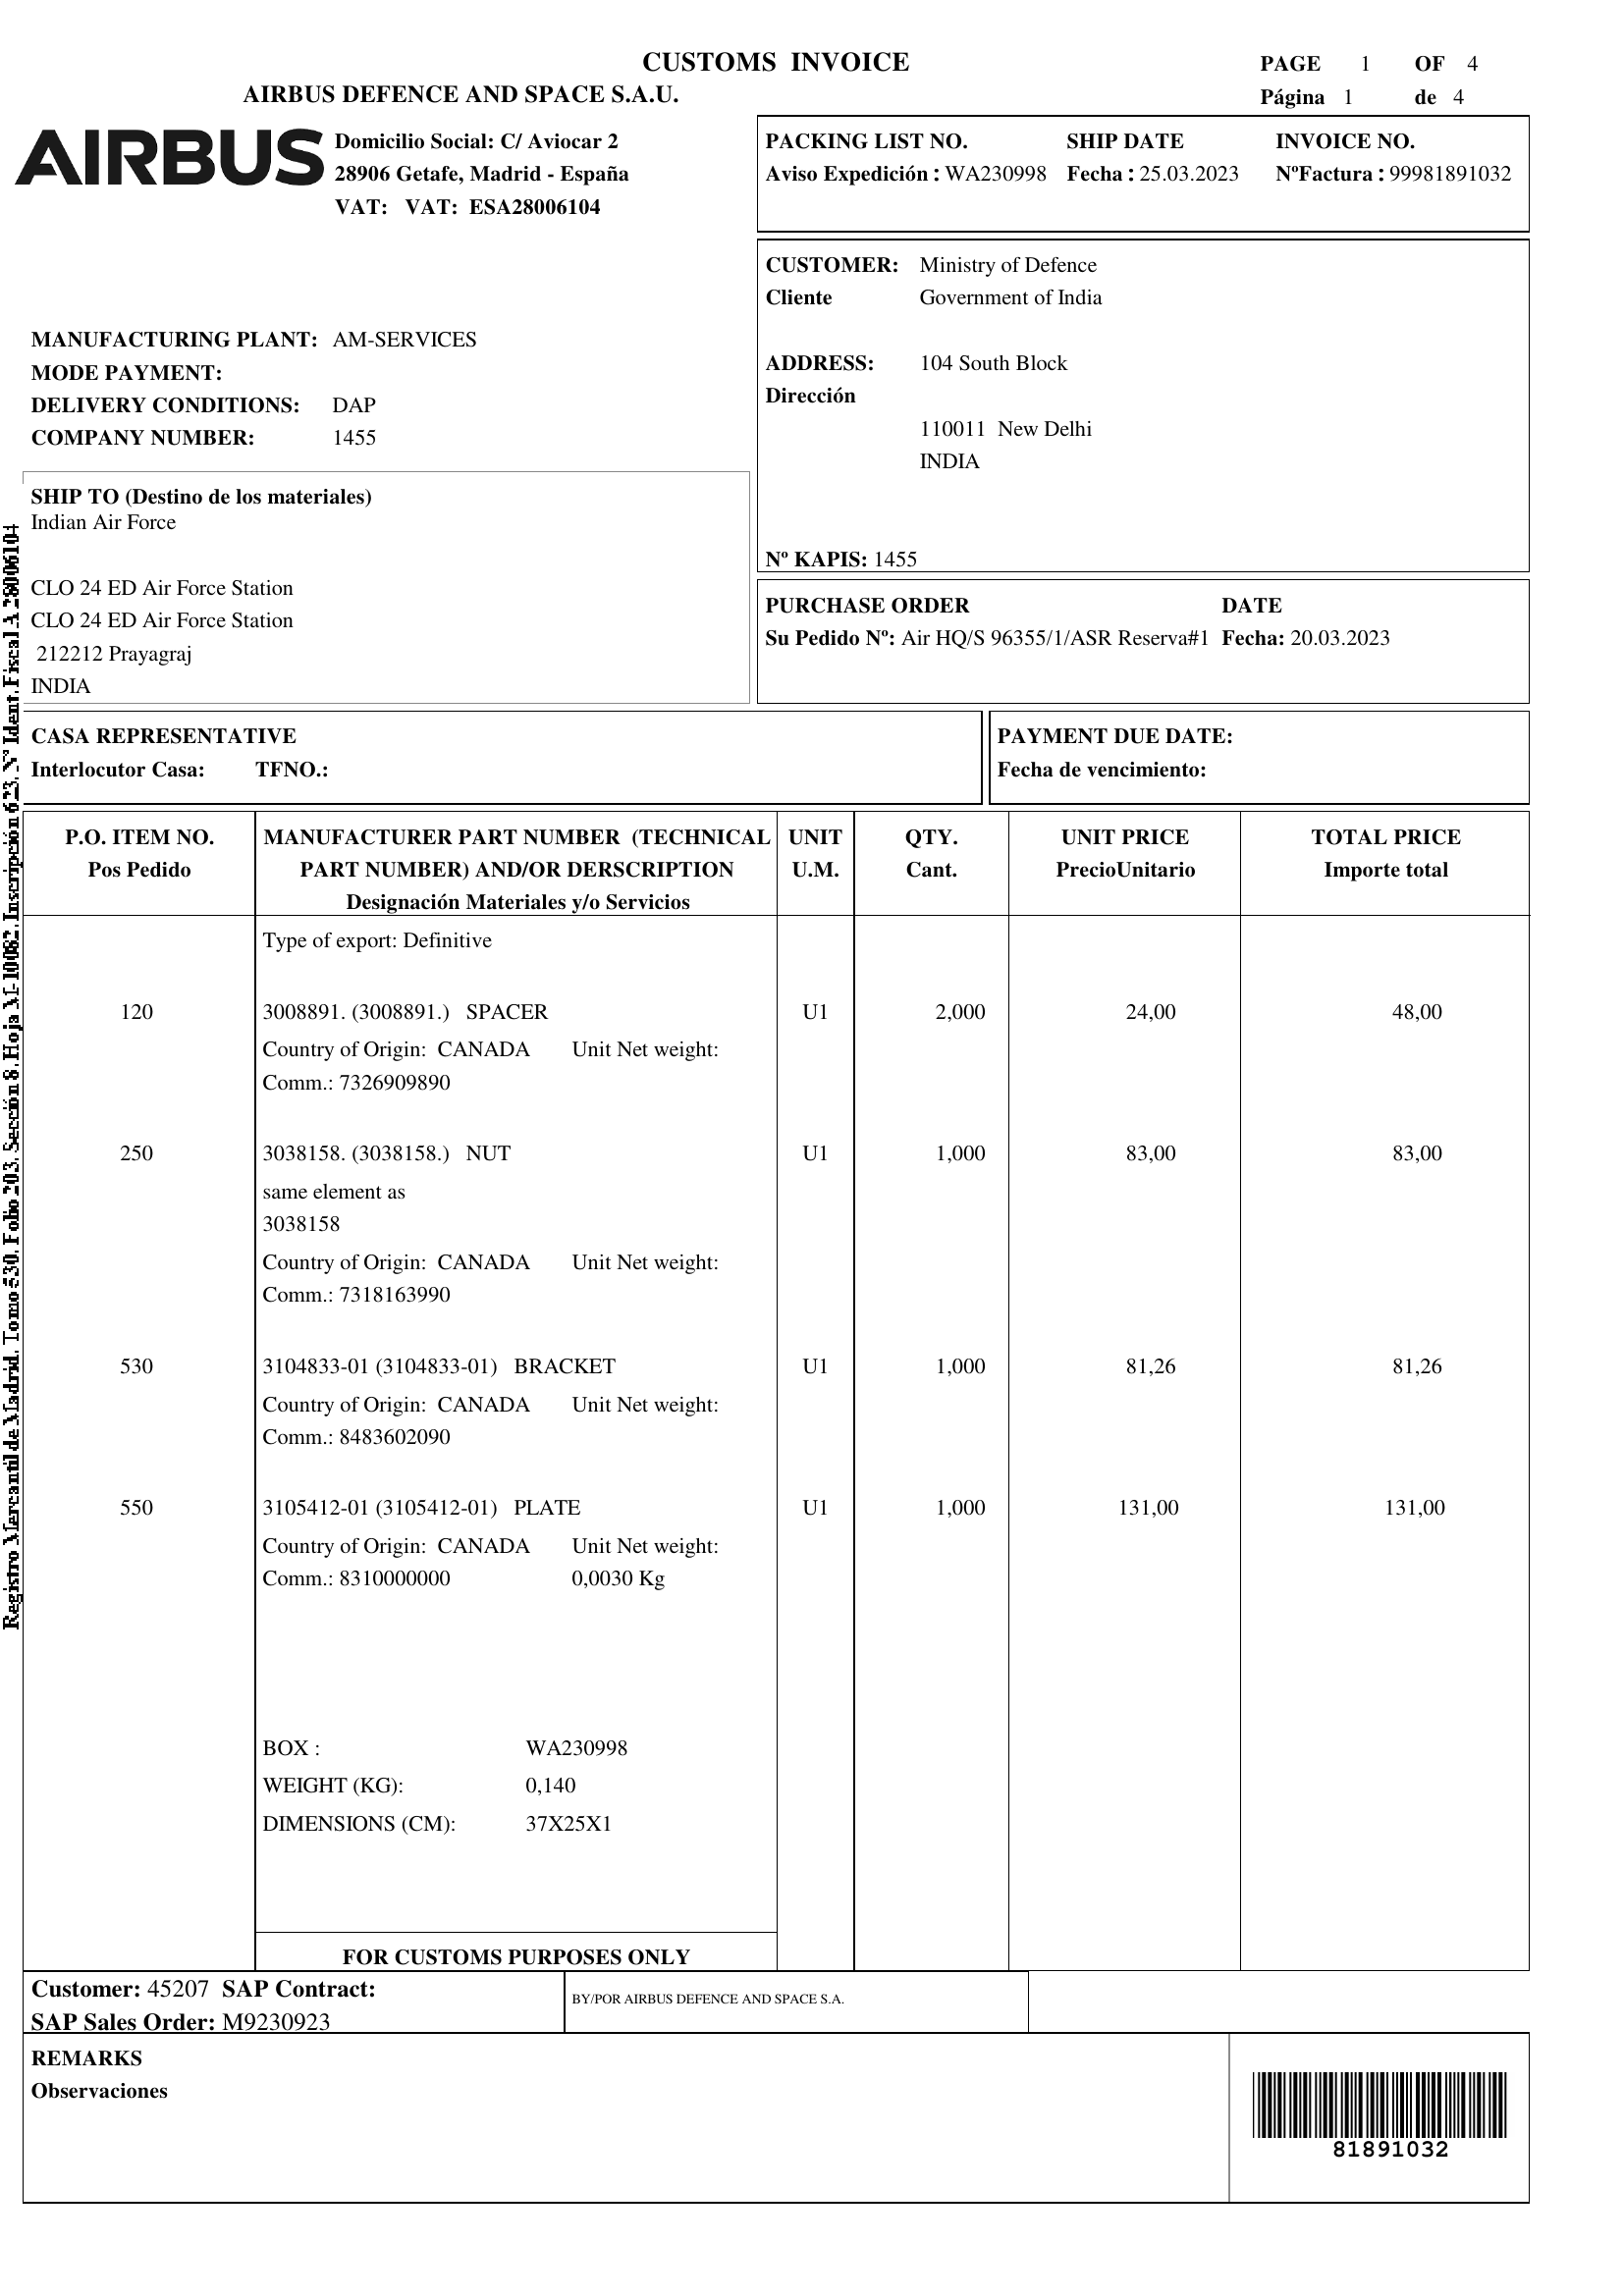 CUSTOMS INVOICE
PAGE 1 OF 4
AIRBUS DEFENCE AND SPACE S.A.U.
Página 1 de 4
AIRBUS
Domicilio Social: C/ Aviocar 2
28906 Getafe, Madrid - España
VAT: VAT: ESA28006104
PACKING LIST NO. SHIP DATE INVOICE NO.
Aviso Expedición : WA230998 Fecha : 25.03.2023 NºFactura : 99981891032
CUSTOMER: Ministry of Defence
Cliente Government of India
ADDRESS: 104 South Block
Dirección
110011 New Delhi
INDIA
Nº KAPIS: 1455
MANUFACTURING PLANT: AM-SERVICES
MODE PAYMENT:
DELIVERY CONDITIONS: DAP
COMPANY NUMBER: 1455
SHIP TO (Destino de los materiales)
Indian Air Force
CLO 24 ED Air Force Station
CLO 24 ED Air Force Station
212212 Prayagraj
INDIA
PURCHASE ORDER DATE
Su Pedido Nº: Air HQ/S 96355/1/ASR Reserva#1 Fecha: 20.03.2023
CASA REPRESENTATIVE
Interlocutor Casa: TFNO.:
PAYMENT DUE DATE:
Fecha de vencimiento:
P.O. ITEM NO. MANUFACTURER PART NUMBER (TECHNICAL UNIT QTY. UNIT PRICE TOTAL PRICE
Pos Pedido PART NUMBER) AND/OR DERSCRIPTION U.M. Cant. PrecioUnitario Importe total
Designación Materiales y/o Servicios
Type of export: Definitive
120 3008891. (3008891.) SPACER U1 2,000 24,00 48,00
Country of Origin: CANADA Unit Net weight:
Comm.: 7326909890
250 3038158. (3038158.) NUT U1 1,000 83,00 83,00
same element as
3038158
Country of Origin: CANADA Unit Net weight:
Comm.: 7318163990
530 3104833-01 (3104833-01) BRACKET U1 1,000 81,26 81,26
Country of Origin: CANADA Unit Net weight:
Comm.: 8483602090
550 3105412-01 (3105412-01) PLATE U1 1,000 131,00 131,00
Country of Origin: CANADA Unit Net weight:
Comm.: 8310000000 0,0030 Kg
BOX : WA230998
WEIGHT (KG): 0,140
DIMENSIONS (CM): 37X25X1
FOR CUSTOMS PURPOSES ONLY
Customer: 45207 SAP Contract:
SAP Sales Order: M9230923
BY/POR AIRBUS DEFENCE AND SPACE S.A.
REMARKS
Observaciones
81891032
Registro Mercantil de Madrid, Tomo 530, Folio 203, Sección 8, Hoja M-10082, Inscripción 623, Nº Ident. Fiscal A 28006104